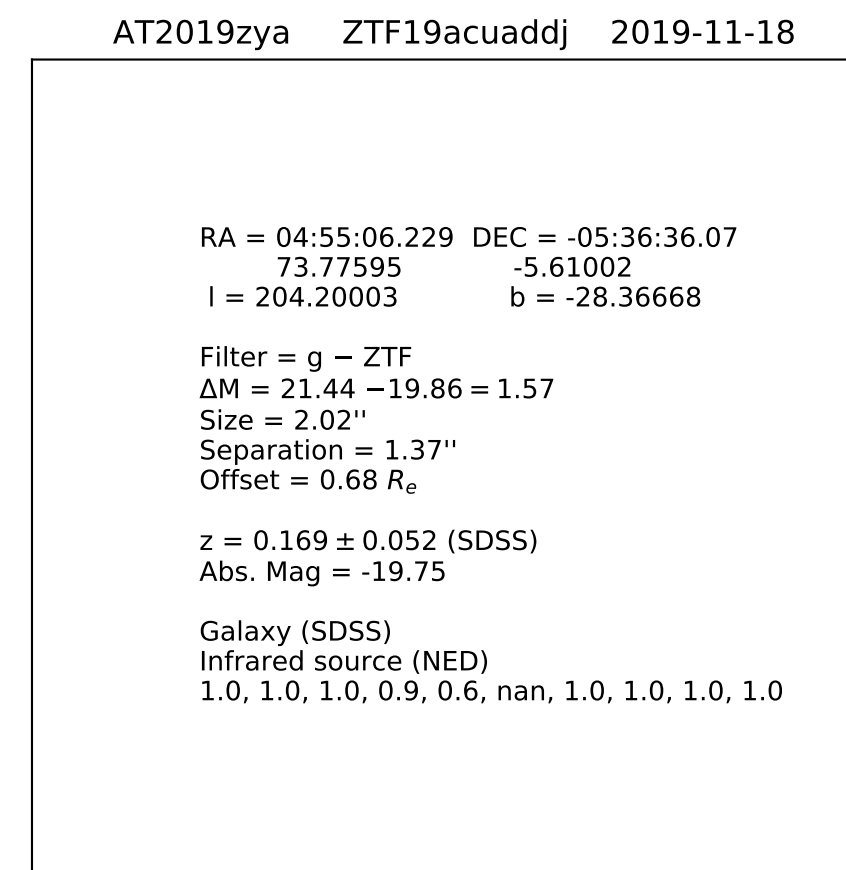 AT2019zya ZTF19acuaddj 2019-11-18
RA = 04:55:06.229 DEC = -05:36:36.07
73.77595 -5.61002
l = 204.20003 b = -28.36668
Filter = g − ZTF
ΔM = 21.44 −19.86 = 1.57
Size = 2.02''
Separation = 1.37''
Offset = 0.68 Rₑ
z = 0.169 ± 0.052 (SDSS)
Abs. Mag = -19.75
Galaxy (SDSS)
Infrared source (NED)
1.0, 1.0, 1.0, 0.9, 0.6, nan, 1.0, 1.0, 1.0, 1.0